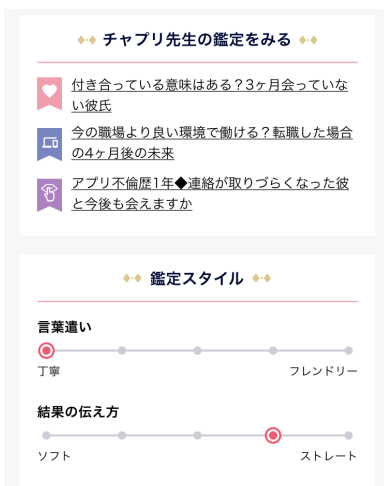 チャプリ先生の鑑定をみる
付き合っている意味はある？3ヶ月会っていな
い彼氏
今の職場より良い環境で働ける？転職した場合
の4ヶ月後の未来
アプリ不倫歴1年◆連絡が取りづらくなった彼
と今後も会えますか
鑑定スタイル
言葉遣い
丁寧 フレンドリー
結果の伝え方
ソフト ストレート